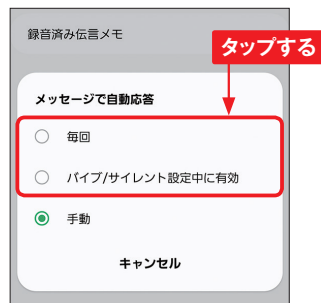 録音済み伝言メモ
タップする
メッセージで自動応答
毎回
バイブ/サイレント設定中に有効
手動
キャンセル